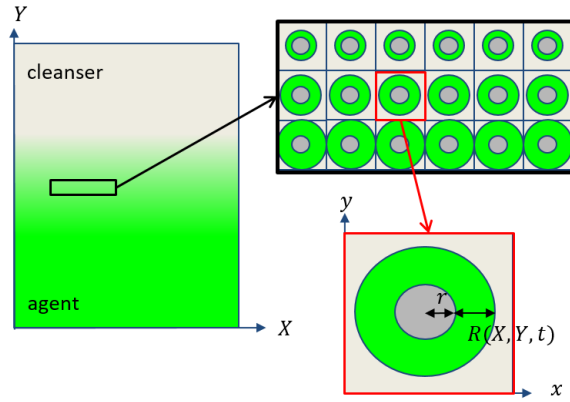 Y
cleanser
agent
X
y
r
R(X, Y, t)
x